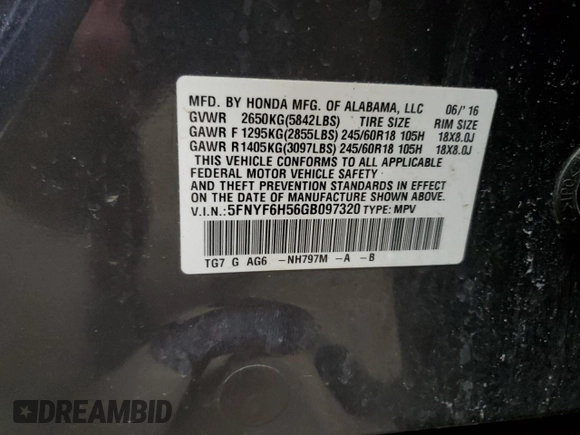 MFD. BY HONDA MFG. OF ALABAMA, LLC 06/'16
GVWR 2650KG(5842LBS) TIRE SIZE RIM SIZE
GAWR F 1295KG(2855LBS) 245/60R18 105H 18X8.0J
GAWR R1405KG(3097LBS) 245/60R18 105H 18X8.0J
THIS VEHICLE CONFORMS TO ALL APPLICABLE
FEDERAL MOTOR VEHICLE SAFETY
AND THEFT PREVENTION STANDARDS IN EFFECT
ON THE DATE OF MANUFACTURE SHOWN ABOVE.
V.I.N.:5FNYF6H56GB097320 TYPE: MPV
TG7 G AG6 -NH797M -A -B
DREAMBID